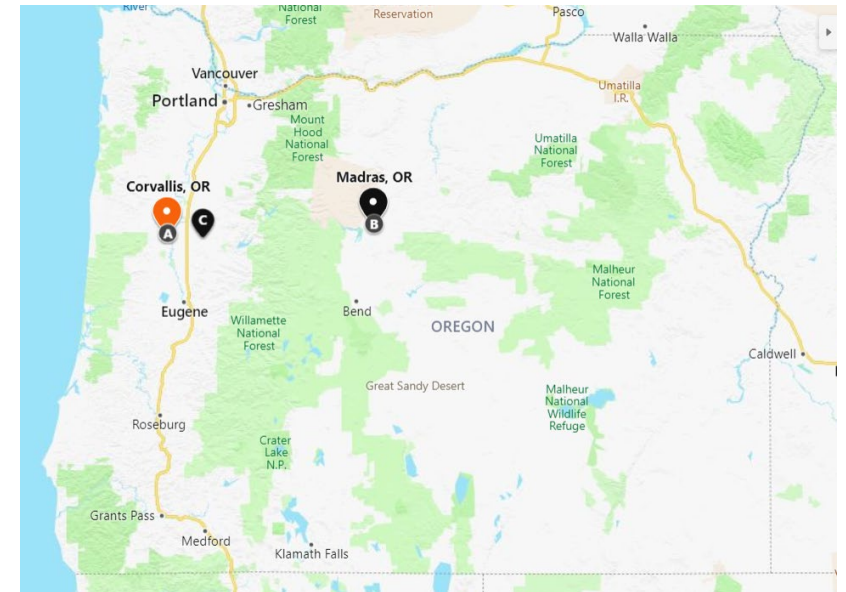 River
National
Forest
Reservation
Pasco
Walla Walla
Vancouver
Portland
Gresham
Umatilla
I.R.
Mount
Hood
National
Forest
Umatilla
National
Forest
Corvallis, OR
Madras, OR
A
C
B
Malheur
National
Forest
Eugene
Willamette
National
Forest
Bend
OREGON
Caldwell
Great Sandy Desert
Malheur
National
Wildlife
Refuge
Roseburg
Crater
Lake
N.P.
Grants Pass
Medford
Klamath Falls